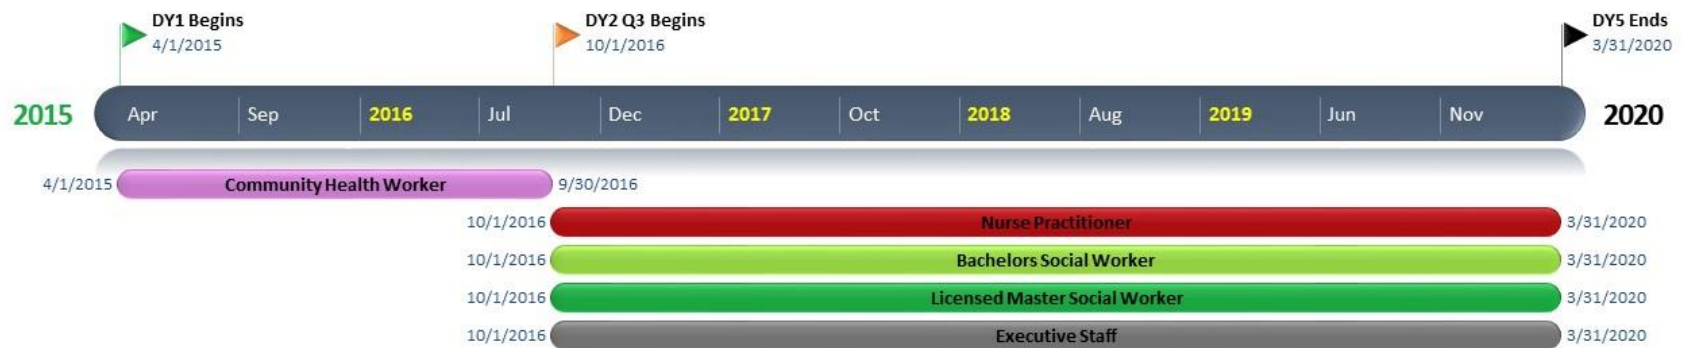 DY1 Begins
4/1/2015
DY2 Q3 Begins
10/1/2016
DY5 Ends
3/31/2020
2015 Apr Sep 2016 Jul Dec 2017 Oct 2018 Aug 2019 Jun Nov 2020
4/1/2015 Community Health Worker 9/30/2016
10/1/2016 Nurse Practitioner 3/31/2020
10/1/2016 Bachelors Social Worker 3/31/2020
10/1/2016 Licensed Master Social Worker 3/31/2020
10/1/2016 Executive Staff 3/31/2020